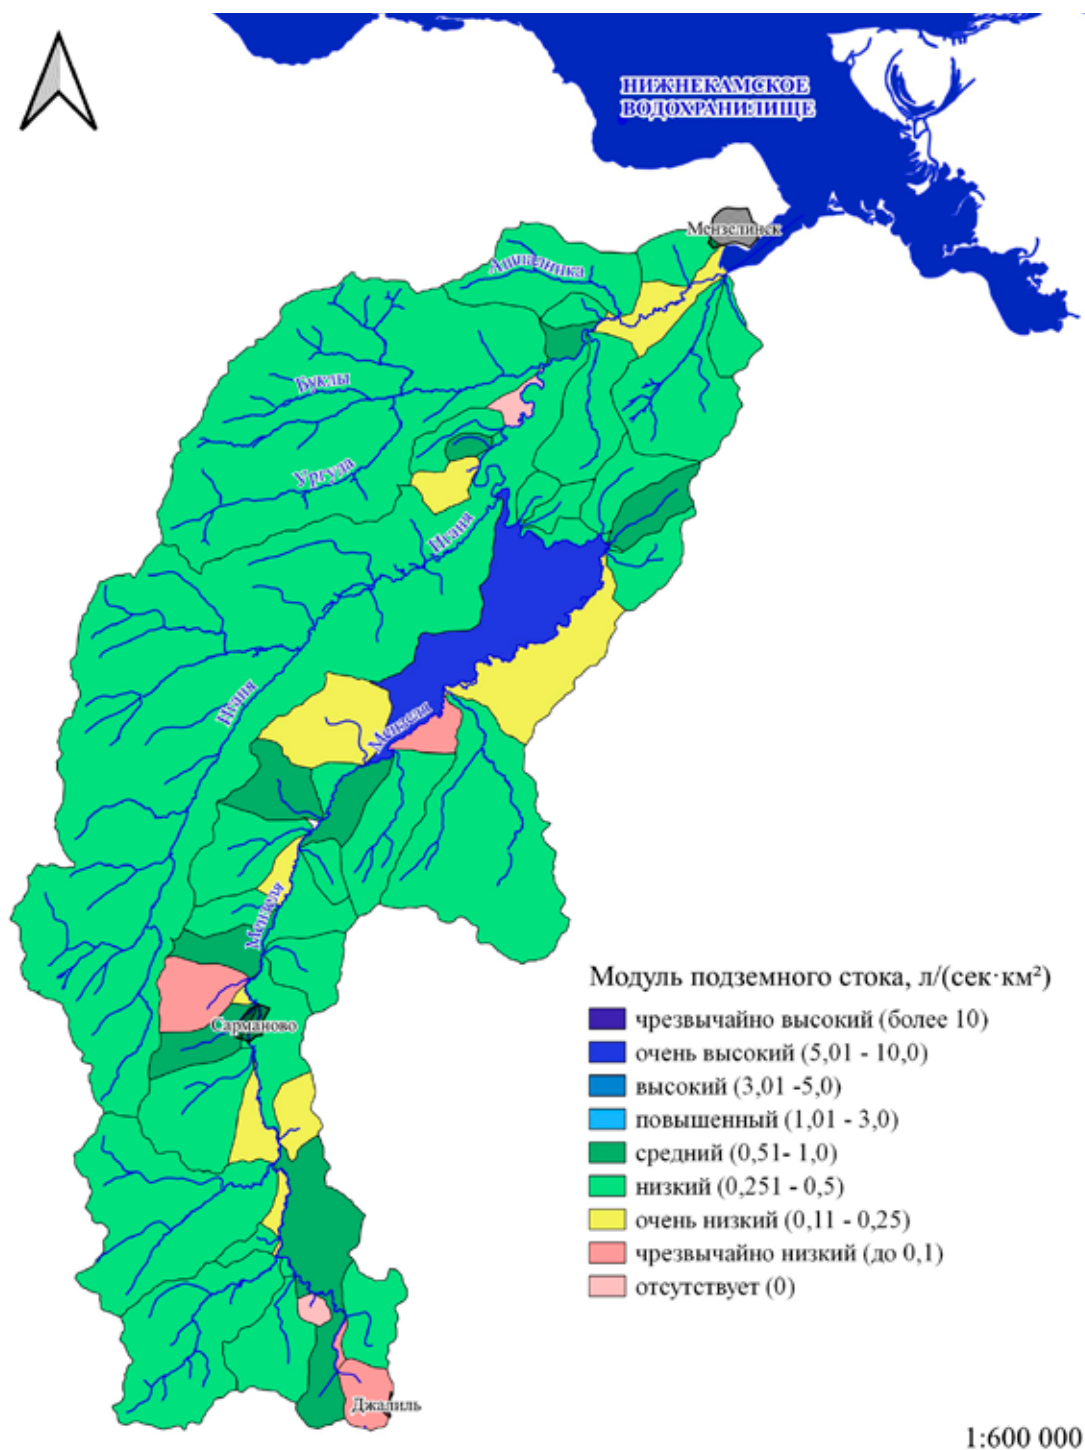 НИЖНЕКАМСКОЕ
ВОДОХРАНИЛИЩЕ
Мензелинск
Ашпалинка
Буклы
Ургуда
Игэня
Игэня
Мензеля
Мензеля
Сарманово
Джалиль
Модуль подземного стока, л/(сек·км²)
чрезвычайно высокий (более 10)
очень высокий (5,01 - 10,0)
высокий (3,01 -5,0)
повышенный (1,01 - 3,0)
средний (0,51- 1,0)
низкий (0,251 - 0,5)
очень низкий (0,11 - 0,25)
чрезвычайно низкий (до 0,1)
отсутствует (0)
1:600 000